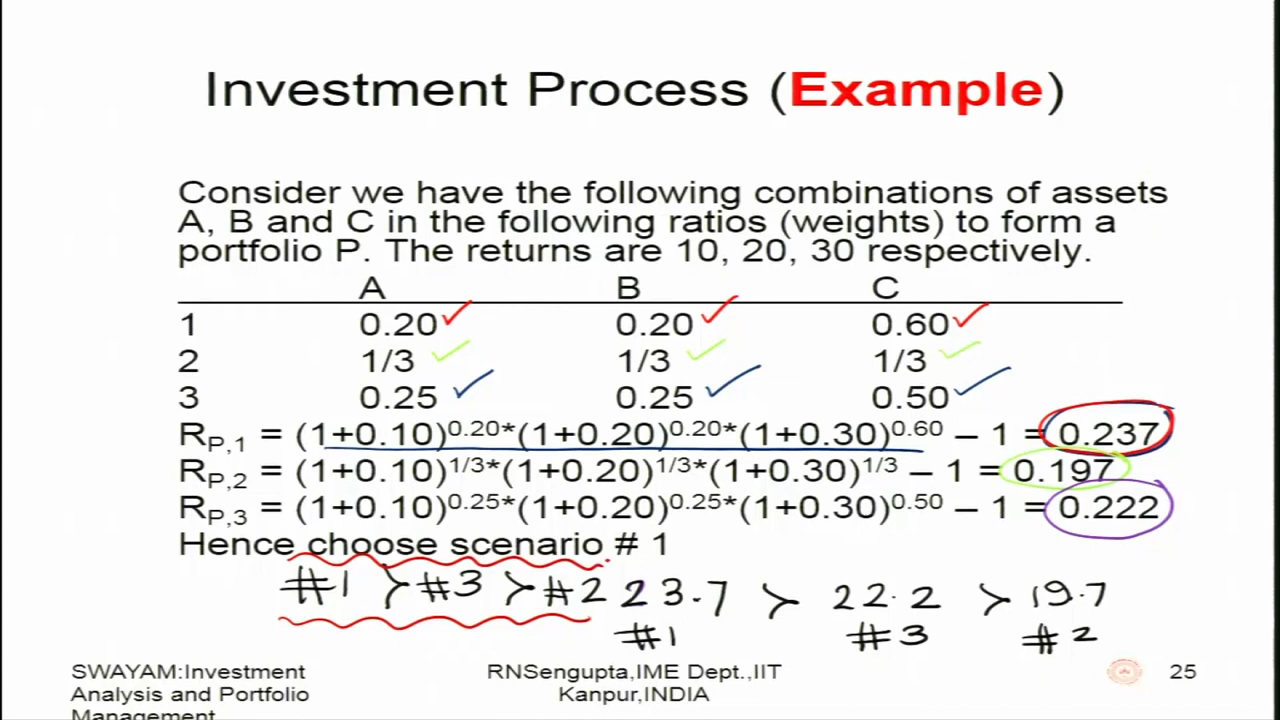 Investment Process (Example)
Consider we have the following combinations of assets
A, B and C in the following ratios (weights) to form a
portfolio P. The returns are 10, 20, 30 respectively.
A B C
1 0.20 0.20 0.60
2 1/3 1/3 1/3
3 0.25 0.25 0.50
R_P,1 = (1+0.10)^0.20*(1+0.20)^0.20*(1+0.30)^0.60 – 1 = 0.237
R_P,2 = (1+0.10)^1/3*(1+0.20)^1/3*(1+0.30)^1/3 – 1 = 0.197
R_P,3 = (1+0.10)^0.25*(1+0.20)^0.25*(1+0.30)^0.50 – 1 = 0.222
Hence choose scenario # 1
#1 ≻ #3 ≻ #2 23.7 ≻ 22.2 ≻ 19.7
#1 #3 #2
SWAYAM:Investment
Analysis and Portfolio
Management
RNSengupta,IME Dept.,IIT
Kanpur,INDIA
25